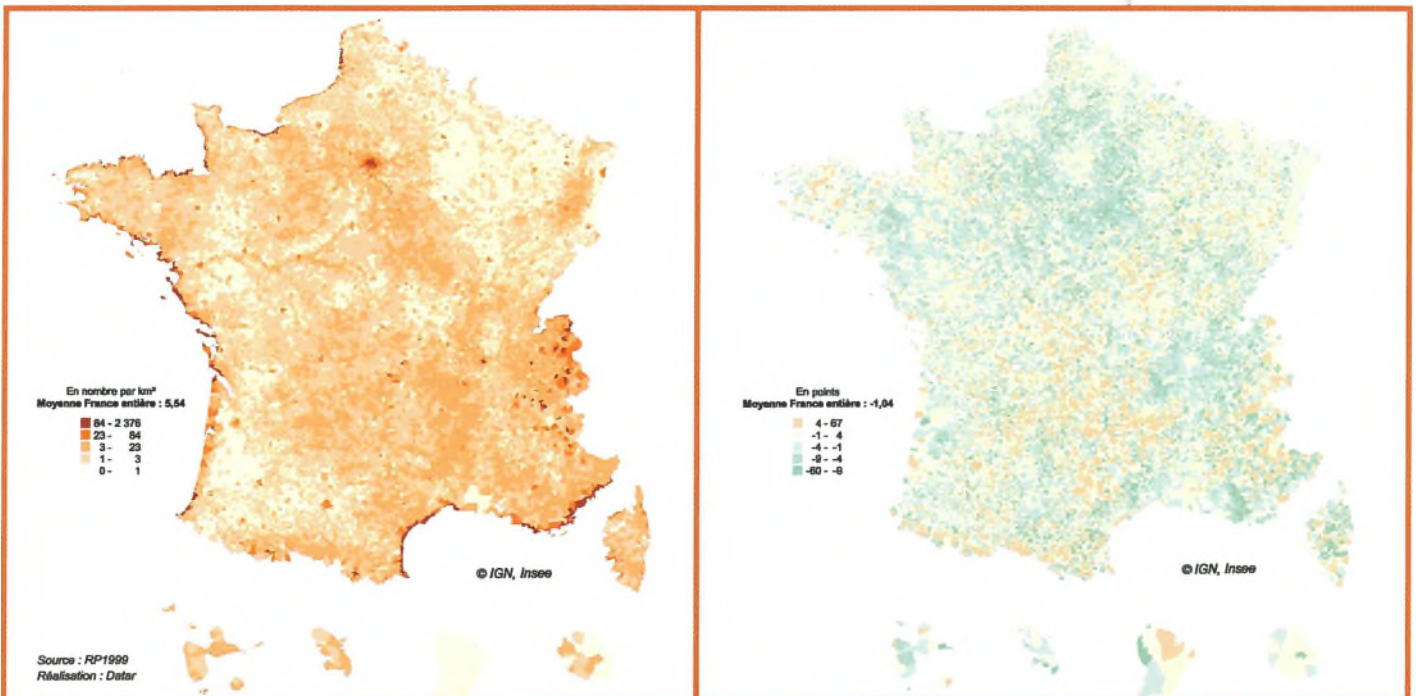 En nombre par km²
Moyenne France entière : 5,54
84 - 2 376
23 - 84
3 - 23
1 - 3
0 - 1
© IGN, Insee
Source : RP1999
Réalisation : Datar
En points
Moyenne France entière : -1,04
4 - 67
-1 - 4
-4 - -1
-9 - -4
-60 - -9
© IGN, Insee